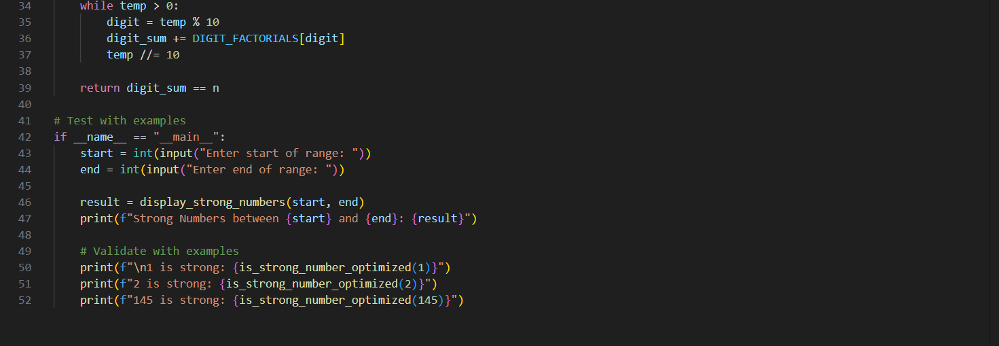 34 while temp > 0:
35 digit = temp % 10
36 digit_sum += DIGIT_FACTORIALS[digit]
37 temp //= 10
38
39 return digit_sum == n
40
41 # Test with examples
42 if __name__ == "__main__":
43 start = int(input("Enter start of range: "))
44 end = int(input("Enter end of range: "))
45
46 result = display_strong_numbers(start, end)
47 print(f"Strong Numbers between {start} and {end}: {result}")
48
49 # Validate with examples
50 print(f"\n1 is strong: {is_strong_number_optimized(1)}")
51 print(f"2 is strong: {is_strong_number_optimized(2)}")
52 print(f"145 is strong: {is_strong_number_optimized(145)}")